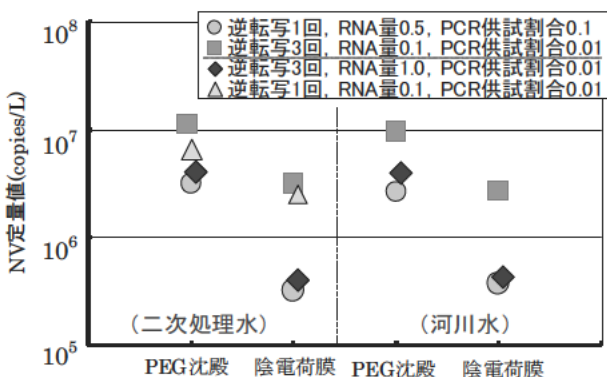 10^8
逆転写1回, RNA量0.5, PCR供試割合0.1
逆転写3回, RNA量0.1, PCR供試割合0.01
逆転写3回, RNA量1.0, PCR供試割合0.01
逆転写1回, RNA量0.1, PCR供試割合0.01
NV定量値(copies/L)
10^7
10^6
10^5
(二次処理水)
(河川水)
PEG沈殿 陰電荷膜 PEG沈殿 陰電荷膜